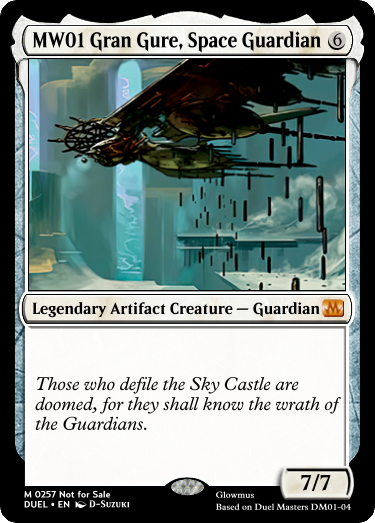 MW01 Gran Gure, Space Guardian 6
Legendary Artifact Creature — Guardian
Those who defile the Sky Castle are
doomed, for they shall know the wrath of
the Guardians.
7/7
M 0257 Not for Sale
DUEL • EN D-Suzuki
Glowmus
Based on Duel Masters DM01-04